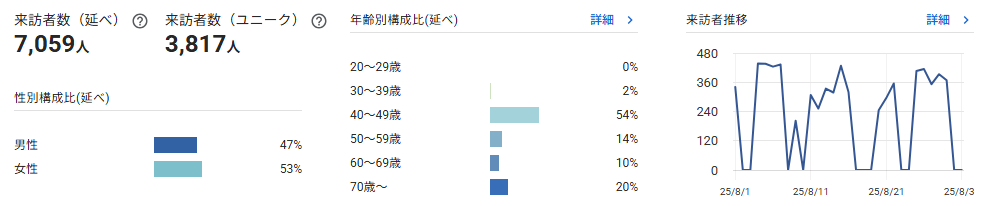 来訪者数（延べ） ?
7,059人
来訪者数（ユニーク） ?
3,817人
性別構成比(延べ)
男性 47%
女性 53%
年齢別構成比(延べ) 詳細 >
20〜29歳 0%
30〜39歳 2%
40〜49歳 54%
50〜59歳 14%
60〜69歳 10%
70歳〜 20%
来訪者推移 詳細 >
480
360
240
120
0
25/8/1 25/8/11 25/8/21 25/8/3